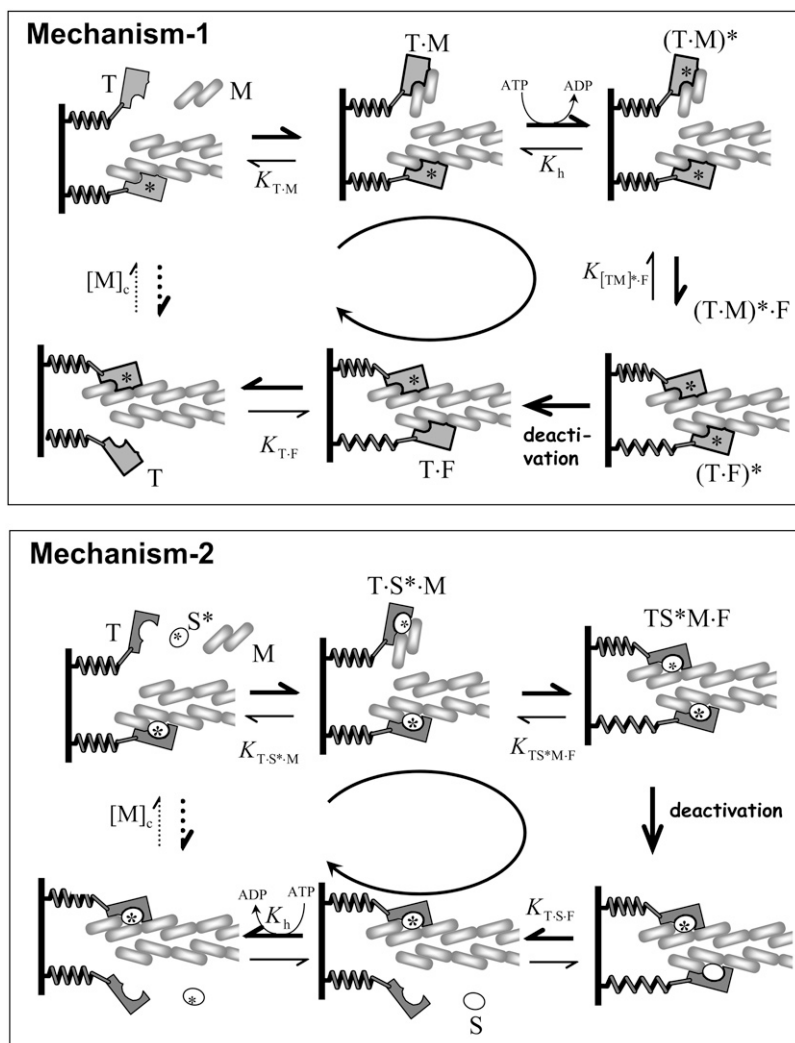 Mechanism-1
T M T·M (T·M)*
ATP ADP
* * * *
K_T·M K_h
[M]_c K_[TM]*·F
(T·M)*·F
* * * *
K_T·F deacti-
vation
*
T T·F (T·F)*
Mechanism-2
T·S*·M
T S* M TS*M·F
* * * * * *
K_T·S*·M K_TS*M·F
[M]_c deactivation
ADP ATP
K_h K_T·S·F
* * *
*
S